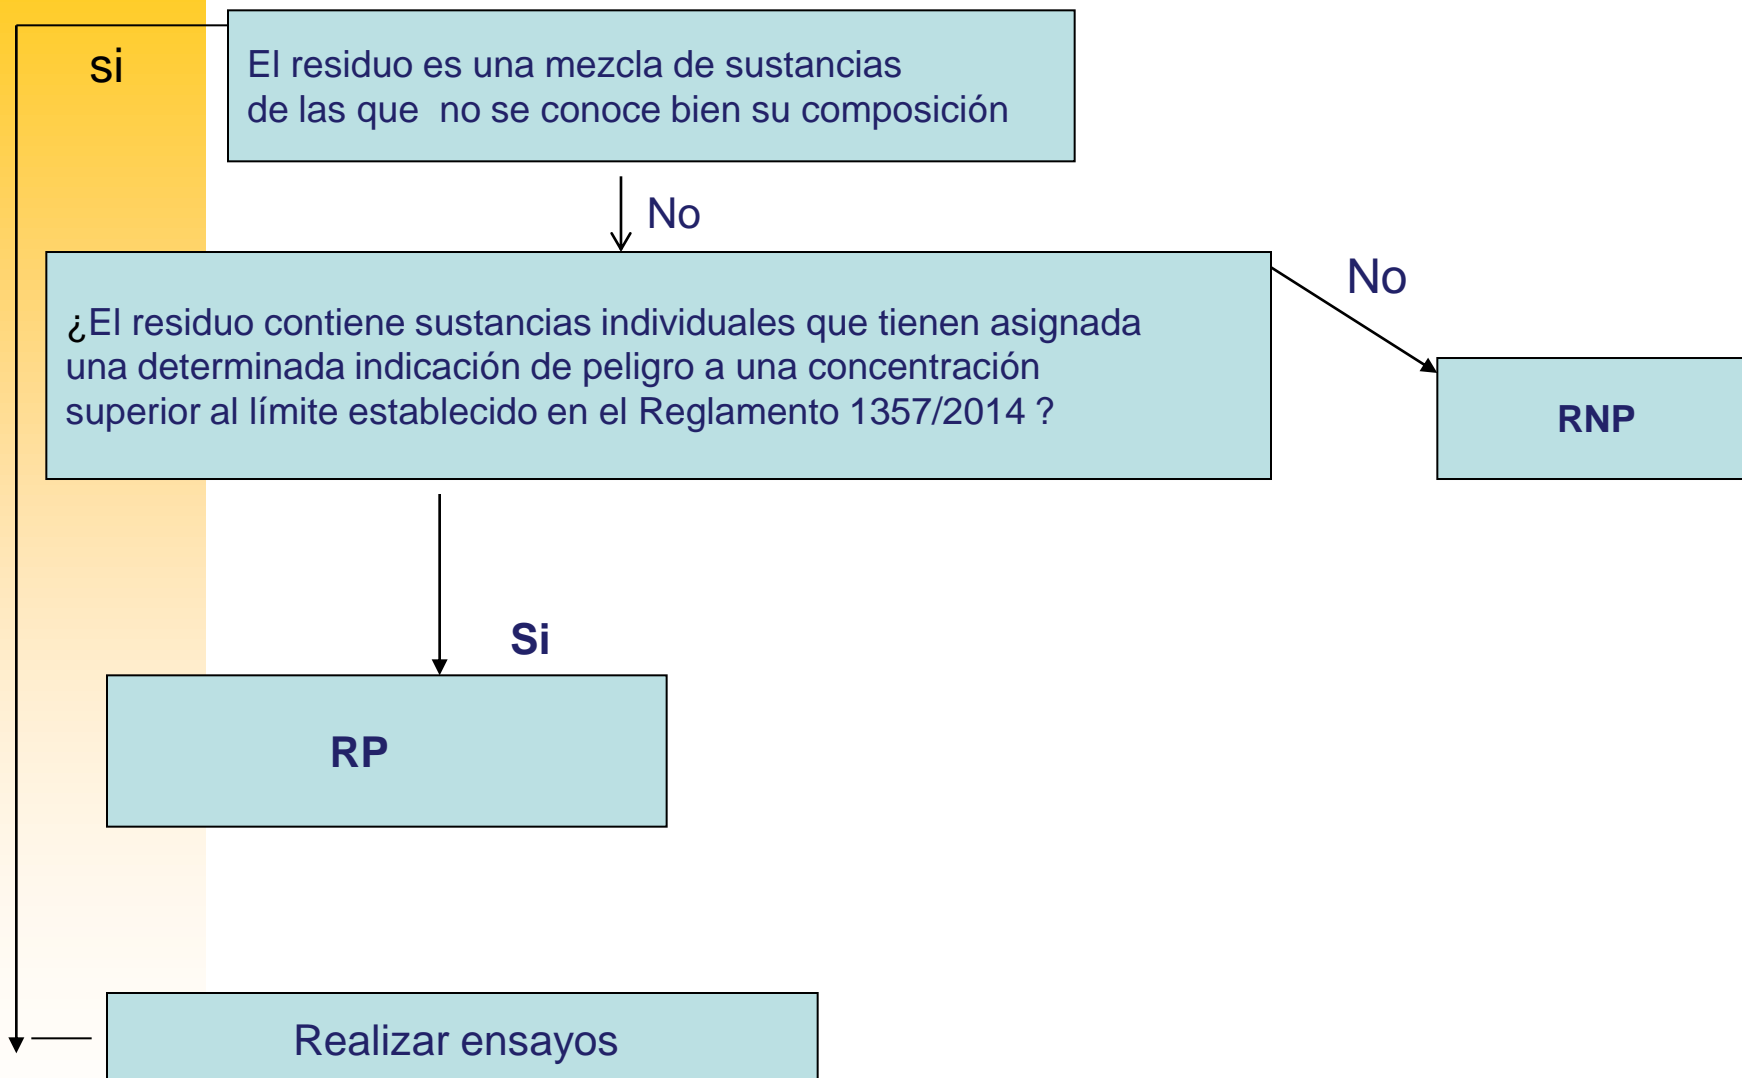 si
El residuo es una mezcla de sustancias
de las que  no se conoce bien su composición
No
No
¿El residuo contiene sustancias individuales que tienen asignada
una determinada indicación de peligro a una concentración
superior al límite establecido en el Reglamento 1357/2014 ?
RNP
Si
RP
Realizar ensayos